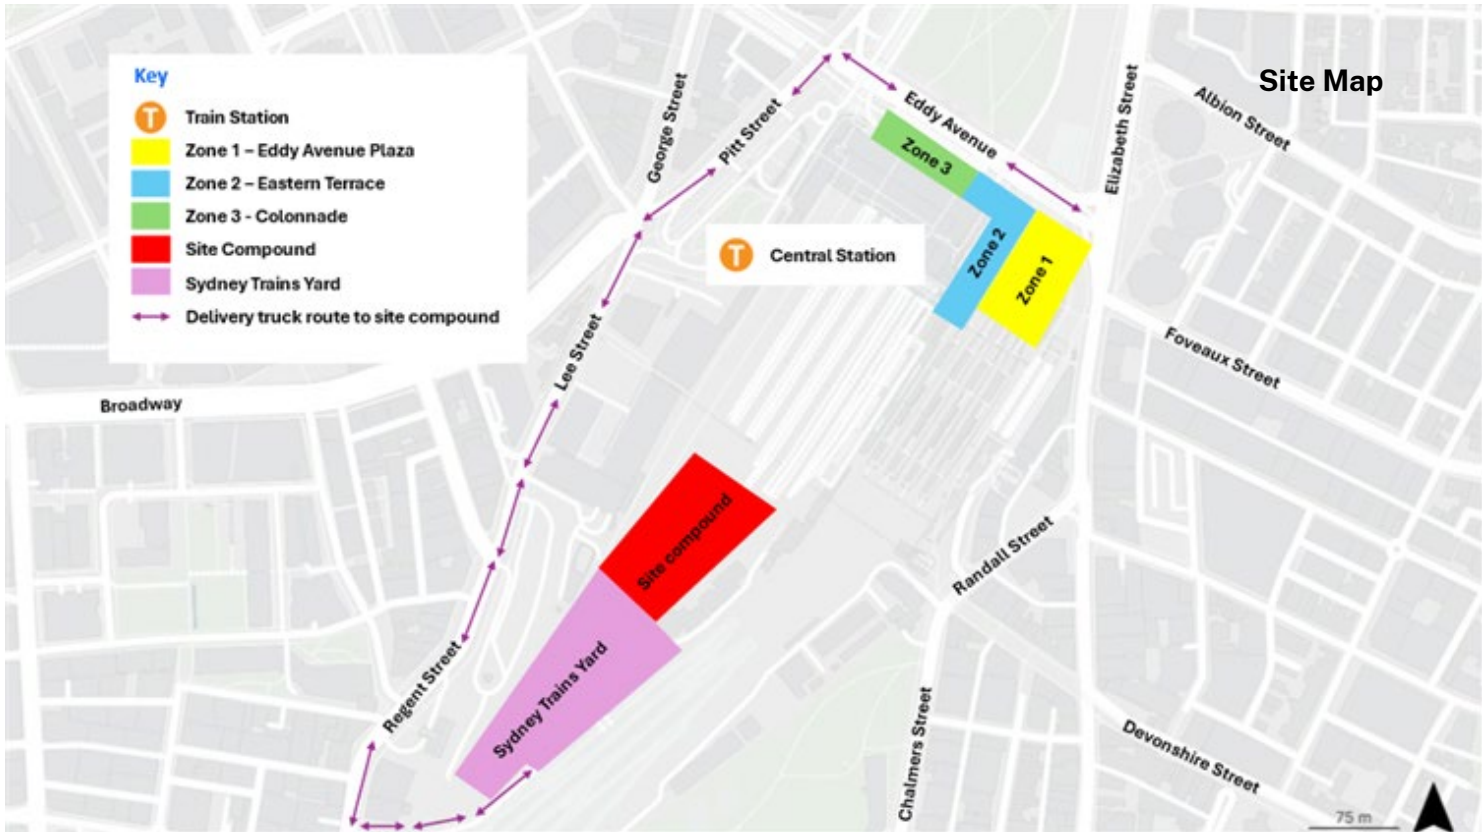 Site Map
Key
T
Train Station
Zone 1 – Eddy Avenue Plaza
Zone 2 – Eastern Terrace
Zone 3 - Colonnade
Site Compound
Sydney Trains Yard
Delivery truck route to site compound
George Street
Pitt Street
Eddy Avenue
Elizabeth Street
Albion Street
Zone 3
Zone 2
Zone 1
T
Central Station
Foveaux Street
Lee Street
Broadway
Site compound
Randall Street
Sydney Trains Yard
Regent Street
Chalmers Street
Devonshire Street
75 m